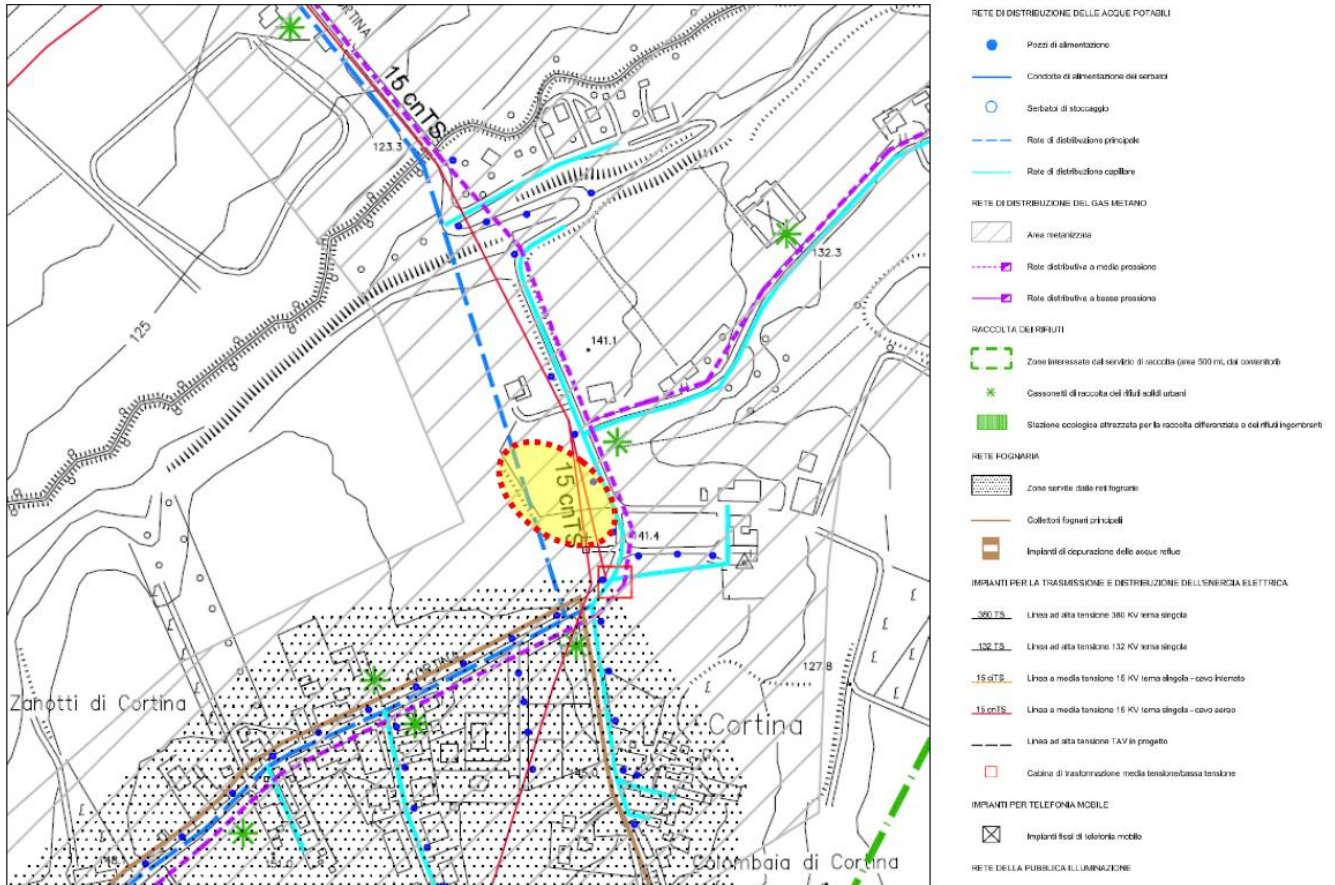 CORTINA
15 cnTS
123.3
132.3
125
141.1
15 cnTS
141.4
CORTINA
127.8
Zanotti di Cortina
Cortina
145.0
148.
151.0
Colombaia di Cortina
£
£
£
£
£
RETE DI DISTRIBUZIONE DELLE ACQUE POTABILI
Pozzi di alimentazione
Condotte di alimentazione dei serbatoi
Serbatoi di stoccaggio
Rete di distribuzione principale
Rete di distribuzione capillare
RETE DI DISTRIBUZIONE DEL GAS METANO
Area metanizzata
Rete distributiva a media pressione
Rete distributiva a bassa pressione
RACCOLTA DEI RIFIUTI
Zone interessate dal servizio di raccolta (area 500 mt. dai contenitori)
Cassonetti di raccolta dei rifiuti solidi urbani
Stazione ecologica attrezzata per la raccolta differenziata e dei rifiuti ingombranti
RETE FOGNARIA
Zone servite dalle reti fognarie
Collettori fognari principali
Impianti di depurazione delle acque reflue
IMPIANTI PER LA TRASMISSIONE E DISTRIBUZIONE DELL'ENERGIA ELETTRICA
380 TS Linea ad alta tensione 380 KV terna singola
132 TS Linea ad alta tensione 132 KV terna singola
15 ciTS Linea a media tensione 15 KV terna singola - cavo interrato
15 cnTS Linea a media tensione 15 KV terna singola - cavo aereo
Linea ad alta tensione TAV in progetto
Cabina di trasformazione media tensione/bassa tensione
IMPIANTI PER TELEFONIA MOBILE
Impianti fissi di telefonia mobile
RETE DELLA PUBBLICA ILLUMINAZIONE